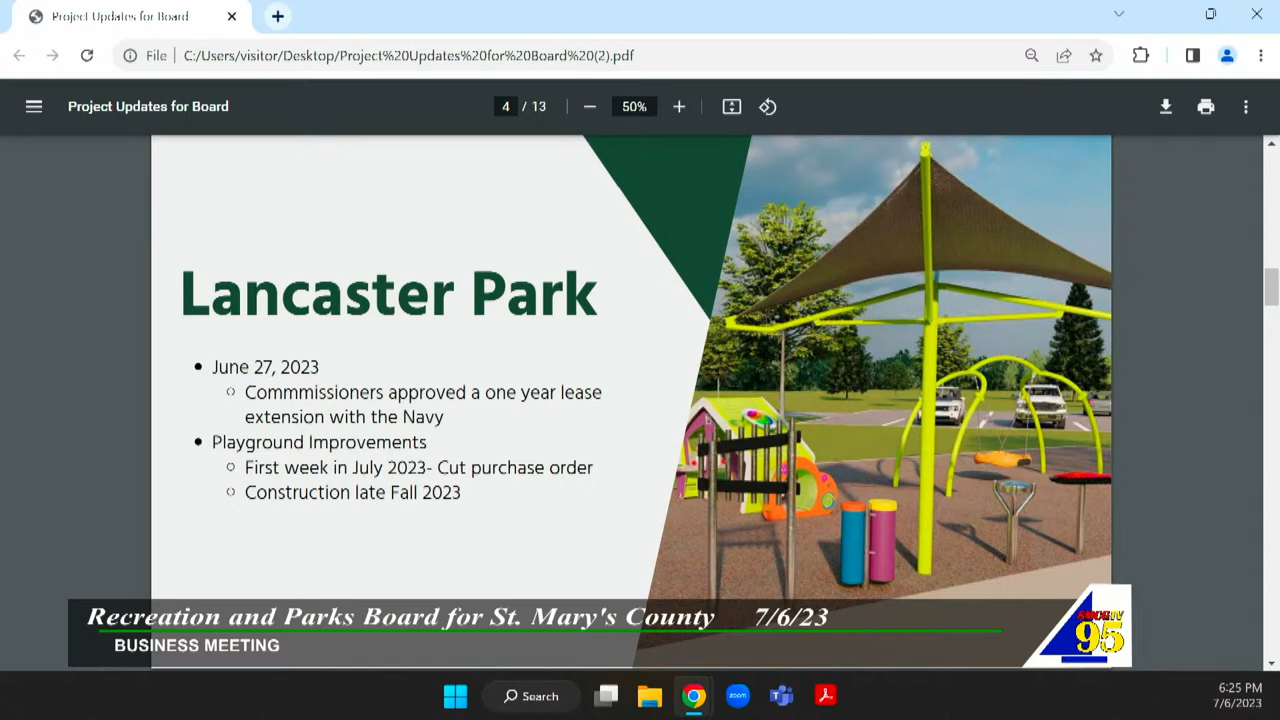 Project Updates for Board
File
C:/Users/visitor/Desktop/Project%20Updates%20for%20Board%20(2).pdf
Project Updates for Board
4 / 13
50%
Lancaster Park
June 27, 2023
Commmissioners approved a one year lease
extension with the Navy
Playground Improvements
First week in July 2023- Cut purchase order
Construction late Fall 2023
Recreation and Parks Board for St. Mary's County 7/6/23
BUSINESS MEETING
95
Search
zoom
6:25 PM
7/6/2023